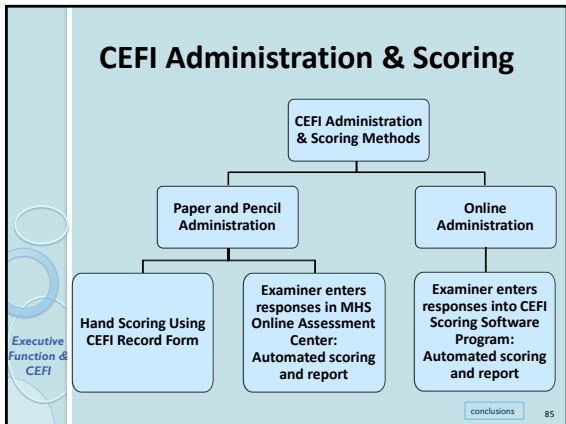 CEFI Administration & Scoring
CEFI Administration
& Scoring Methods
Paper and Pencil
Administration
Online
Administration
Hand Scoring Using
CEFI Record Form
Examiner enters
responses in MHS
Online Assessment
Center:
Automated scoring
and report
Examiner enters
responses into CEFI
Scoring Software
Program:
Automated scoring
and report
Executive
Function &
CEFI
conclusions
85